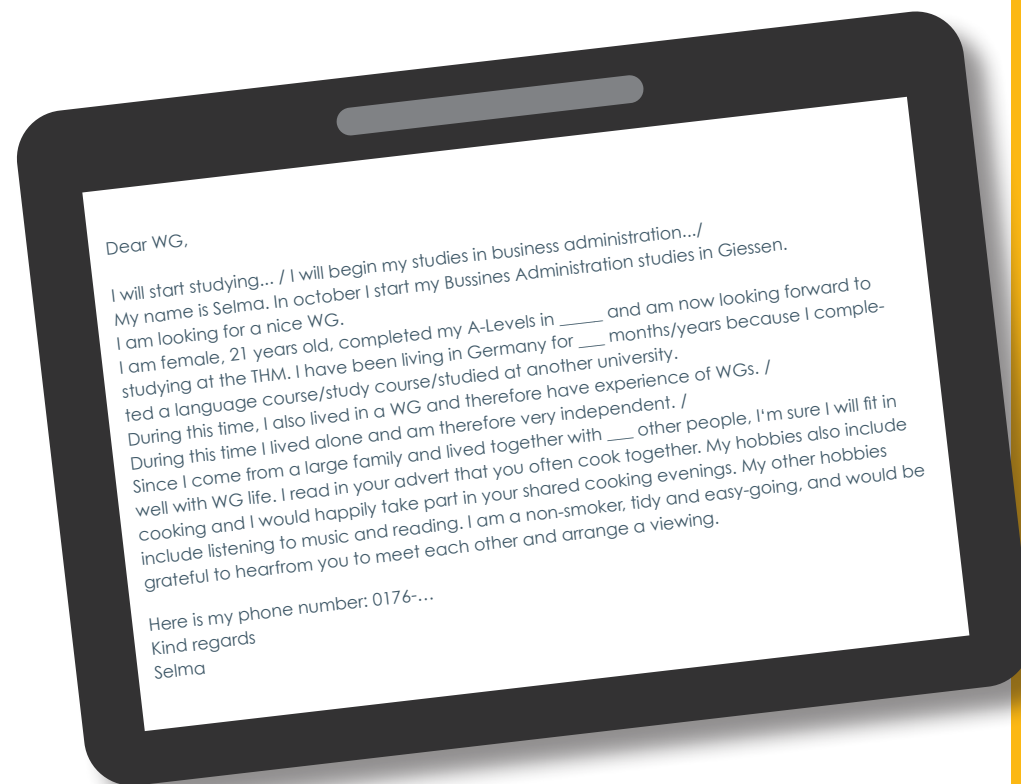 Dear WG,
I will start studying... / I will begin my studies in business administration.../
My name is Selma. In october I start my Bussines Administration studies in Giessen.
I am looking for a nice WG.
I am female, 21 years old, completed my A-Levels in _____ and am now looking forward to
studying at the THM. I have been living in Germany for ___ months/years because I comple-
ted a language course/study course/studied at another university.
During this time, I also lived in a WG and therefore have experience of WGs. /
During this time I lived alone and am therefore very independent. /
Since I come from a large family and lived together with ___ other people, I‘m sure I will fit in
well with WG life. I read in your advert that you often cook together. My hobbies also include
cooking and I would happily take part in your shared cooking evenings. My other hobbies
include listening to music and reading. I am a non-smoker, tidy and easy-going, and would be
grateful to hearfrom you to meet each other and arrange a viewing.
Here is my phone number: 0176-...
Kind regards
Selma